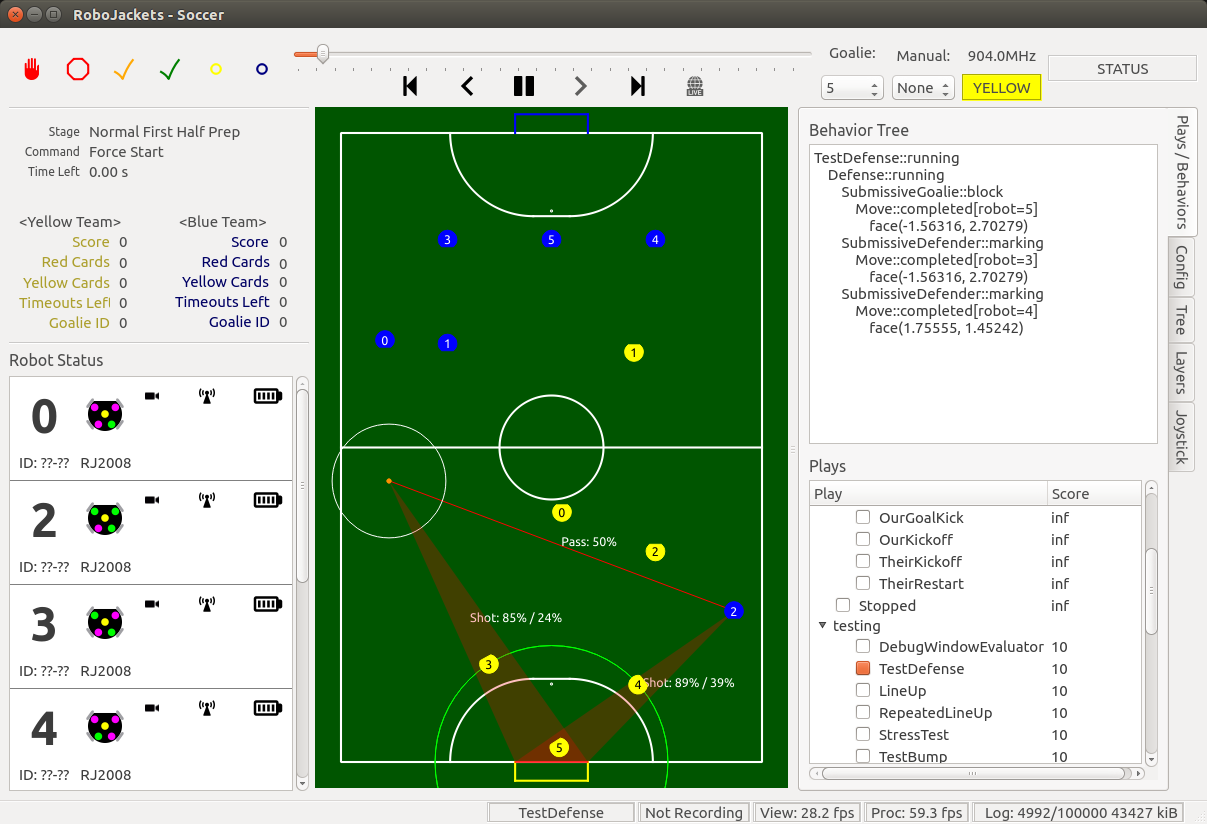 RoboJackets - Soccer
LIVE
Goalie:
5
Manual: 904.0MHz
None
YELLOW
STATUS
Stage Normal First Half Prep
Command Force Start
Time Left 0.00 s
<Yellow Team> <Blue Team>
Score 0 Score 0
Red Cards 0 Red Cards 0
Yellow Cards 0 Yellow Cards 0
Timeouts Left 0 Timeouts Left 0
Goalie ID 0 Goalie ID 0
Robot Status
0
ID: ??-?? RJ2008
2
ID: ??-?? RJ2008
3
ID: ??-?? RJ2008
4
ID: ??-?? RJ2008
3 5 4
0 1
1
0
Pass: 50%
2
2
Shot: 85% / 24%
3
4 Shot: 89% / 39%
5
Behavior Tree
TestDefense::running
Defense::running
SubmissiveGoalie::block
Move::completed[robot=5]
face(-1.56316, 2.70279)
SubmissiveDefender::marking
Move::completed[robot=3]
face(-1.56316, 2.70279)
SubmissiveDefender::marking
Move::completed[robot=4]
face(1.75555, 1.45242)
Plays
Play Score
OurGoalKick inf
OurKickoff inf
TheirKickoff inf
TheirRestart inf
Stopped inf
testing
DebugWindowEvaluator 10
TestDefense 10
LineUp 10
RepeatedLineUp 10
StressTest 10
TestBump 10
Plays / Behaviors
Config
Tree
Layers
Joystick
TestDefense
Not Recording
View: 28.2 fps
Proc: 59.3 fps
Log: 4992/100000 43427 kiB